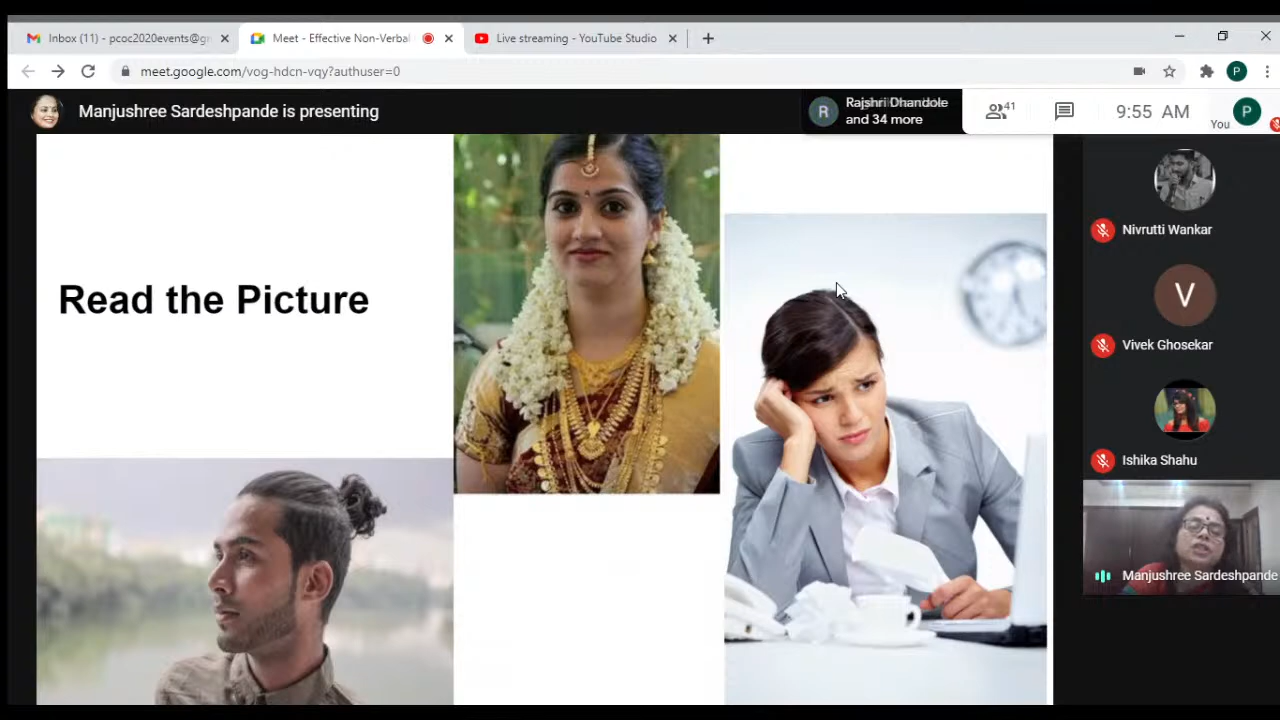 Inbox (11) - pcoc2020events@gm
Meet - Effective Non-Verbal
Live streaming - YouTube Studio
meet.google.com/vog-hdcn-vqy?authuser=0
P
Manjushree Sardeshpande is presenting
R
Rajshri Dhandole
and 34 more
41
9:55 AM
You
P
Read the Picture
Nivrutti Wankar
V
Vivek Ghosekar
Ishika Shahu
Manjushree Sardeshpande